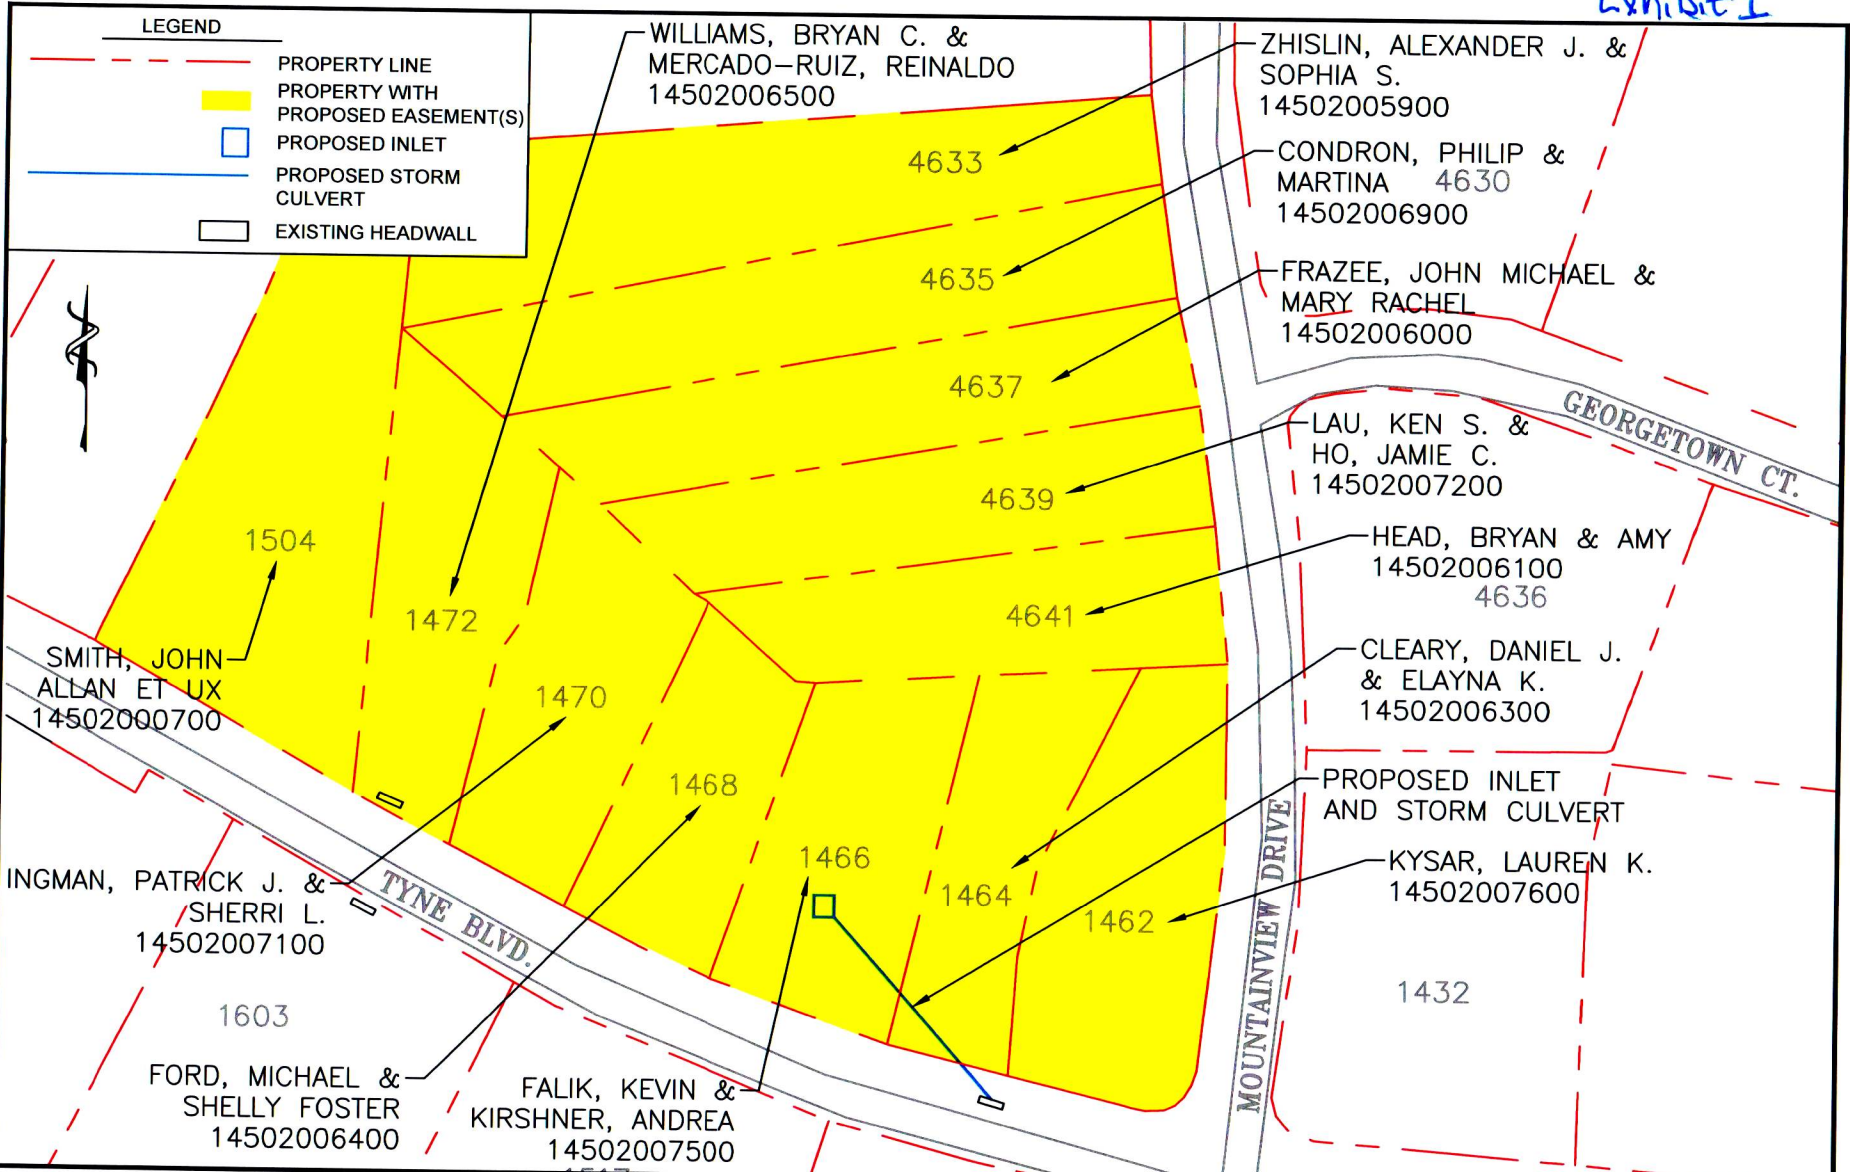 Exhibit 1
LEGEND
PROPERTY LINE
PROPERTY WITH
PROPOSED EASEMENT(S)
PROPOSED INLET
PROPOSED STORM
CULVERT
EXISTING HEADWALL
WILLIAMS, BRYAN C. &
MERCADO-RUIZ, REINALDO
14502006500
ZHISLIN, ALEXANDER J. &
SOPHIA S.
14502005900
CONDRON, PHILIP &
MARTINA
14502006900
4630
FRAZEE, JOHN MICHAEL &
MARY RACHEL
14502006000
GEORGETOWN CT.
LAU, KEN S. &
HO, JAMIE C.
14502007200
HEAD, BRYAN & AMY
14502006100
4636
CLEARY, DANIEL J.
& ELAYNA K.
14502006300
PROPOSED INLET
AND STORM CULVERT
KYSAR, LAUREN K.
14502007600
1432
MOUNTAINVIEW DRIVE
4633
4635
4637
4639
4641
1504
1472
1470
1468
1466
1464
1462
SMITH, JOHN
ALLAN ET UX
14502000700
INGMAN, PATRICK J. &
SHERRI L.
14502007100
TYNE BLVD.
1603
FORD, MICHAEL &
SHELLY FOSTER
14502006400
FALIK, KEVIN &
KIRSHNER, ANDREA
14502007500